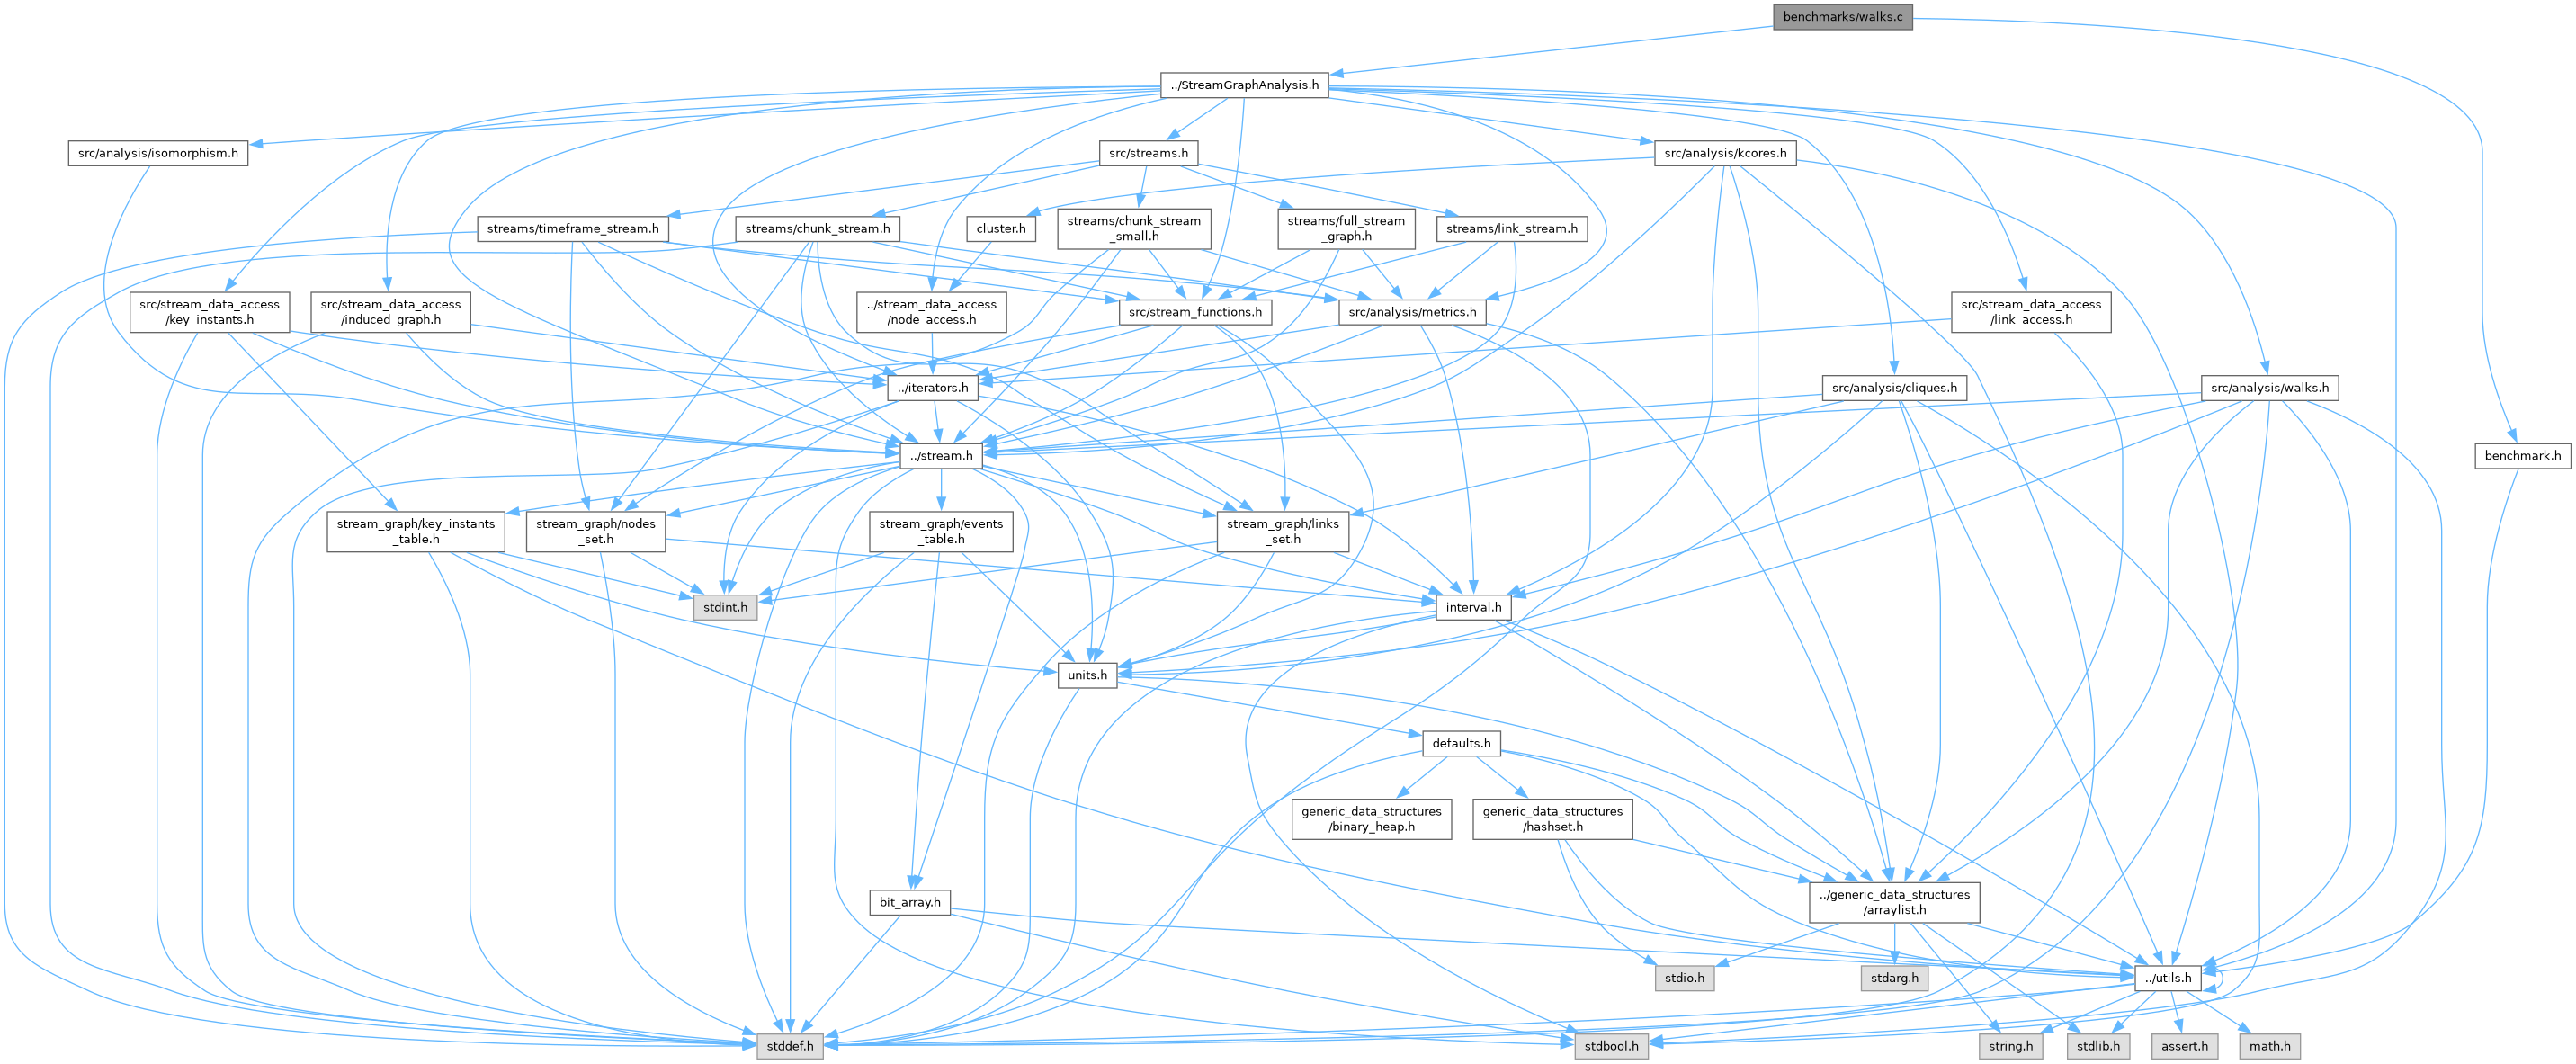 benchmarks/walks.c
../StreamGraphAnalysis.h
src/analysis/isomorphism.h
src/streams.h
src/analysis/kcores.h
streams/timeframe_stream.h
streams/chunk_stream.h
cluster.h
streams/chunk_stream
_small.h
streams/full_stream
_graph.h
streams/link_stream.h
src/stream_data_access
/key_instants.h
src/stream_data_access
/induced_graph.h
../stream_data_access
/node_access.h
src/stream_functions.h
src/analysis/metrics.h
src/stream_data_access
/link_access.h
../iterators.h
src/analysis/cliques.h
src/analysis/walks.h
../stream.h
benchmark.h
stream_graph/key_instants
_table.h
stream_graph/nodes
_set.h
stream_graph/events
_table.h
stream_graph/links
_set.h
stdint.h
interval.h
units.h
defaults.h
generic_data_structures
/binary_heap.h
generic_data_structures
/hashset.h
bit_array.h
../generic_data_structures
/arraylist.h
stdio.h
stdarg.h
../utils.h
stddef.h
stdbool.h
string.h
stdlib.h
assert.h
math.h